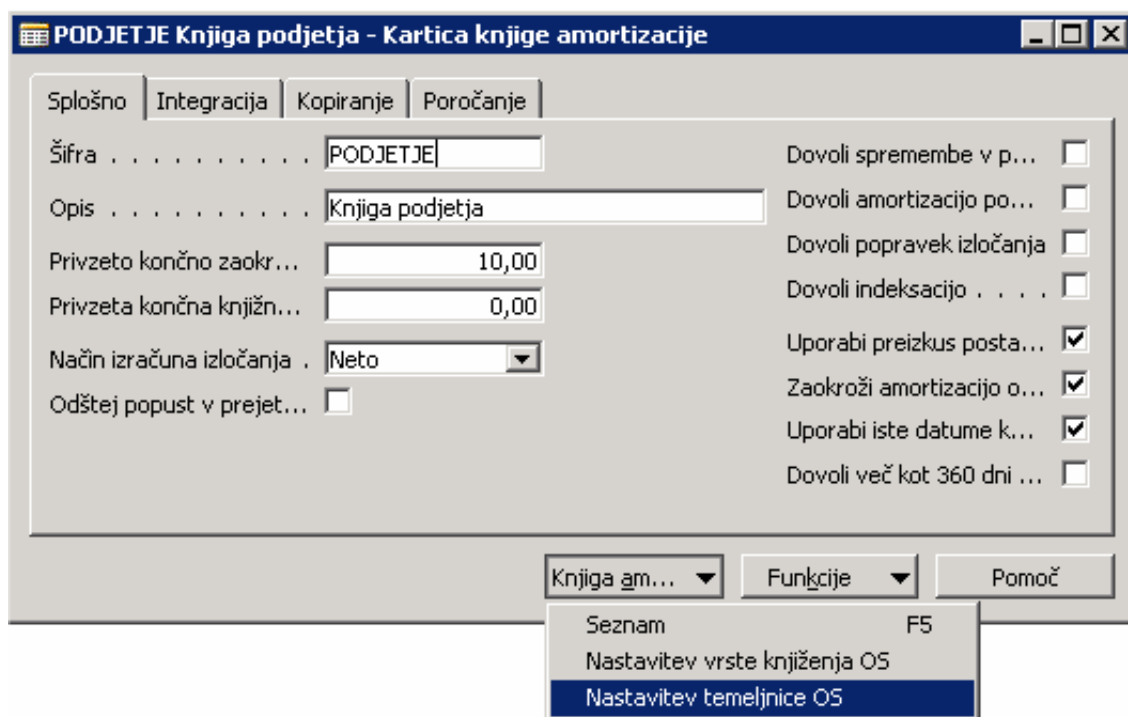 PODJETJE Knjiga podjetja - Kartica knjige amortizacije
Splošno Integracija Kopiranje Poročanje
Šifra . . . . . . . . . . PODJETJE
Opis . . . . . . . . . . Knjiga podjetja
Privzeto končno zaokr... 10,00
Privzeta končna knjižn... 0,00
Način izračuna izločanja . Neto
Odštej popust v prejet...
Dovoli spremembe v p...
Dovoli amortizacijo po...
Dovoli popravek izločanja
Dovoli indeksacijo . . . .
Uporabi preizkus posta...
Zaokroži amortizacijo o...
Uporabi iste datume k...
Dovoli več kot 360 dni ...
Knjiga am... Funkcije Pomoč
Seznam F5
Nastavitev vrste knjiženja OS
Nastavitev temeljnice OS